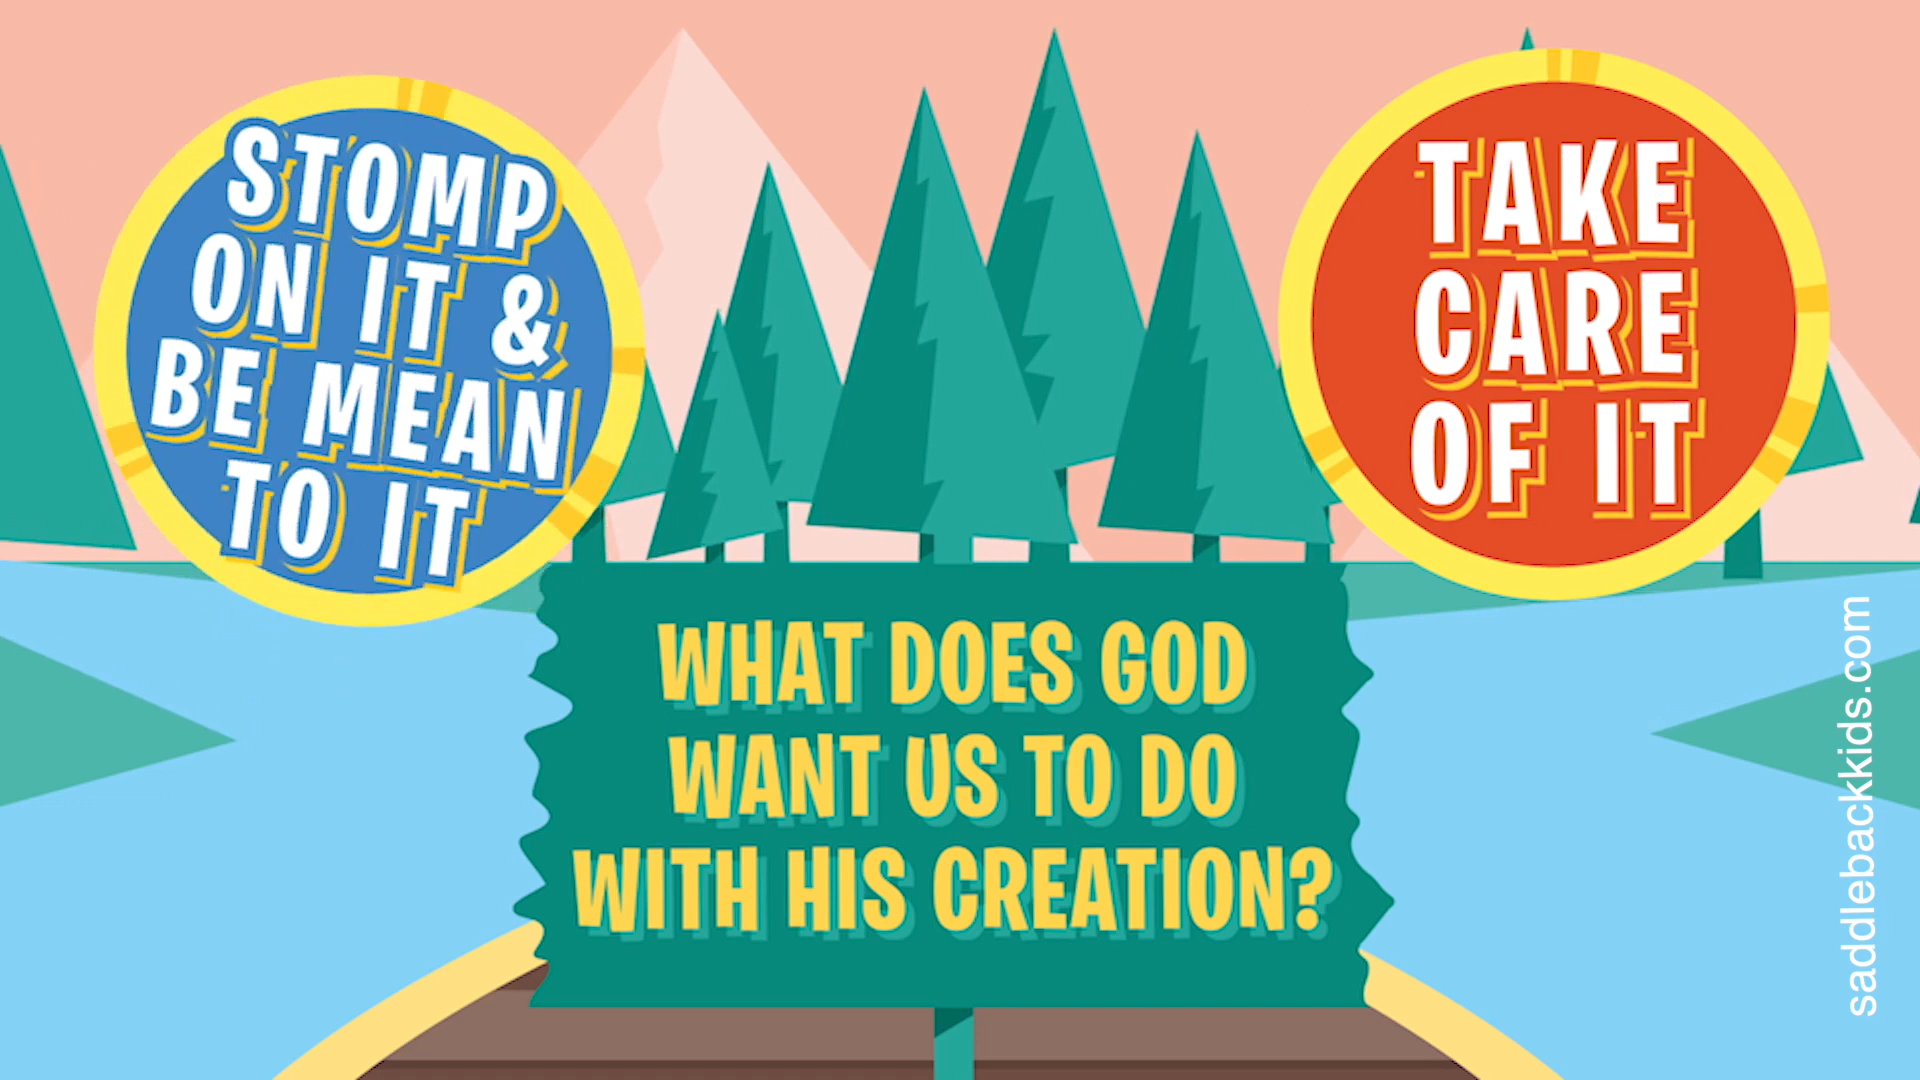 STOMP
ON IT &
BE MEAN
TO IT
TAKE
CARE
OF IT
WHAT DOES GOD
WANT US TO DO
WITH HIS CREATION?
saddlebackkids.com